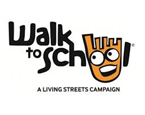 walk
to school®
A LIVING STREETS CAMPAIGN